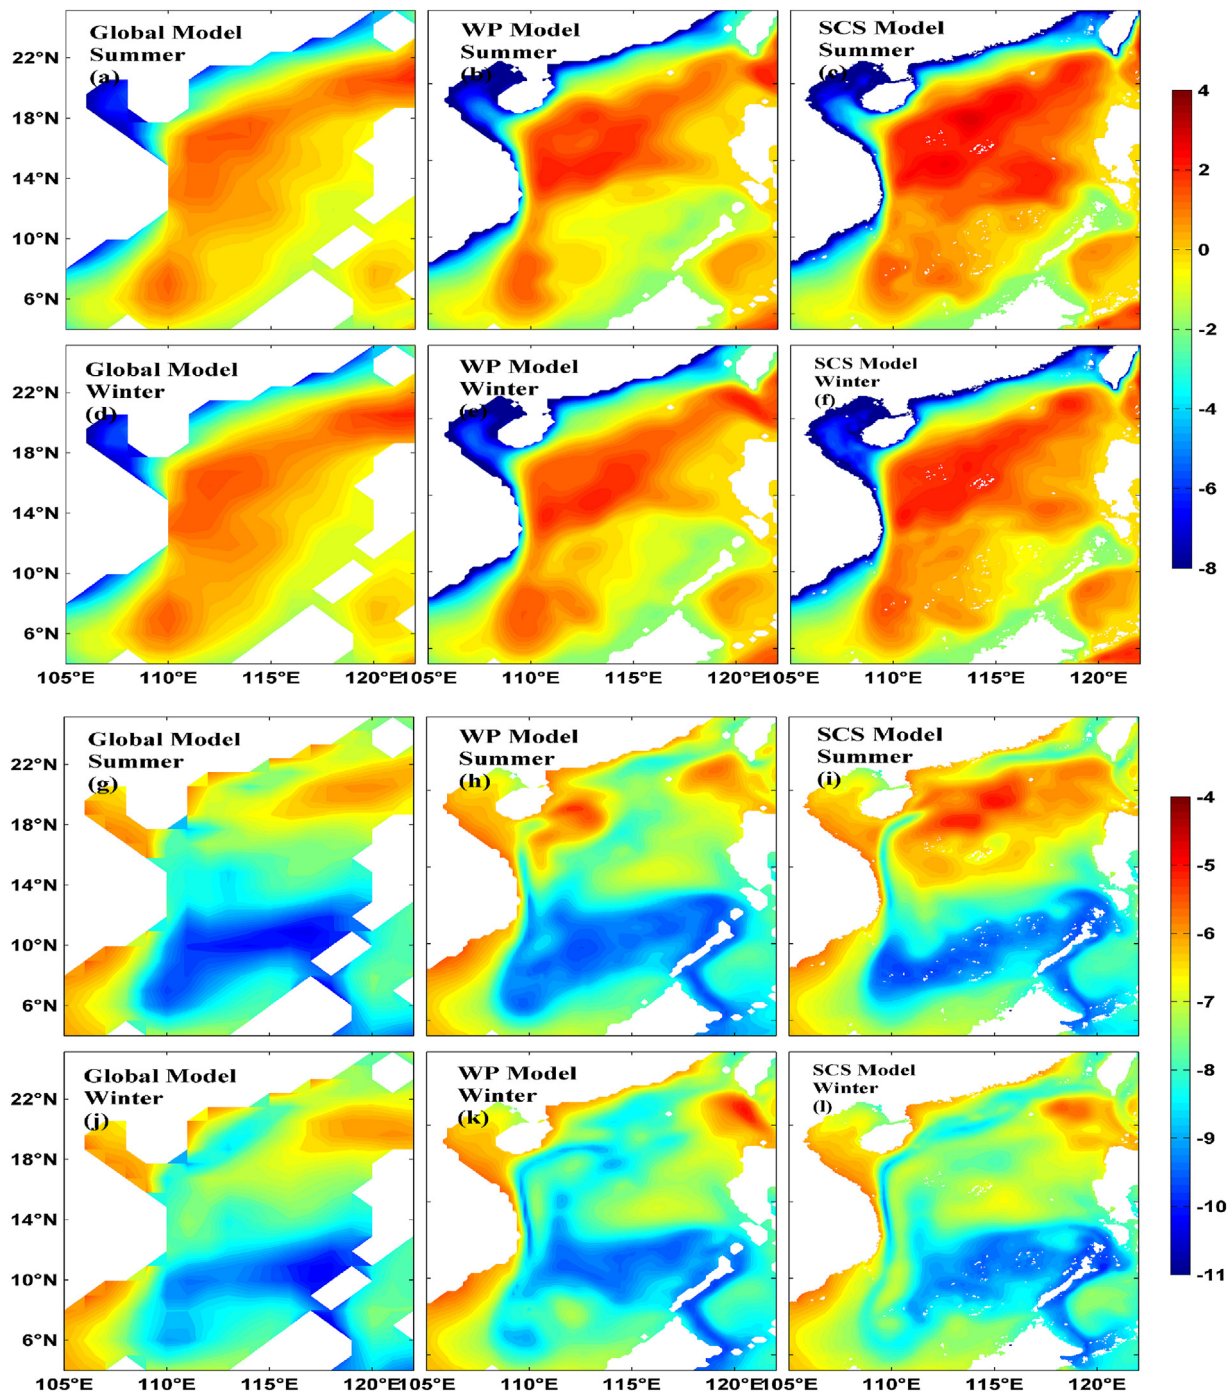 Global Model
Summer
(a)
WP Model
Summer
(b)
SCS Model
Summer
(c)
22°N
18°N
14°N
10°N
6°N
Global Model
Winter
(d)
WP Model
Winter
(e)
SCS Model
Winter
(f)
22°N
18°N
14°N
10°N
6°N
105°E 110°E 115°E 120°E105°E 110°E 115°E 120°E105°E 110°E 115°E 120°E
4
2
0
-2
-4
-6
-8
Global Model
Summer
(g)
WP Model
Summer
(h)
SCS Model
Summer
(i)
22°N
18°N
14°N
10°N
6°N
Global Model
Winter
(j)
WP Model
Winter
(k)
SCS Model
Winter
(l)
22°N
18°N
14°N
10°N
6°N
105°E 110°E 115°E 120°E105°E 110°E 115°E 120°E105°E 110°E 115°E 120°E
-4
-5
-6
-7
-8
-9
-10
-11